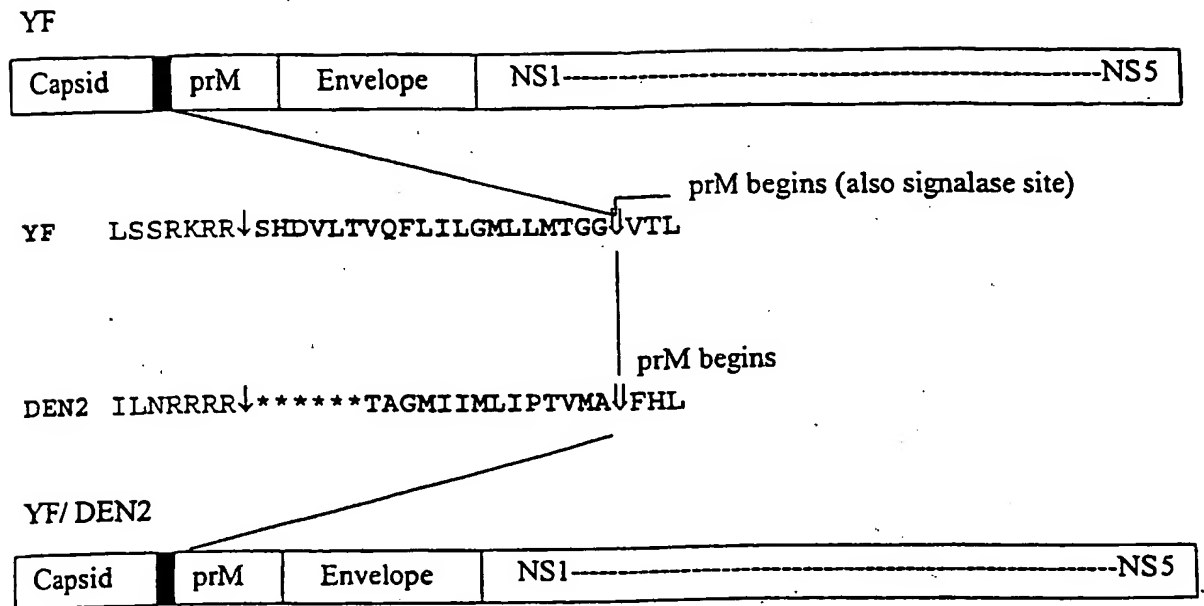 YF
Capsid prM Envelope NS1----------------------------------------------------------NS5
prM begins (also signalase site)
YF LSSRKRR↓SHDVLTVQFLILGMLLMTGG⇓VTL
prM begins
DEN2 ILNRRRR↓******TAGMIIMLIPTVMA⇓FHL
YF/ DEN2
Capsid prM Envelope NS1----------------------------------------------------------NS5